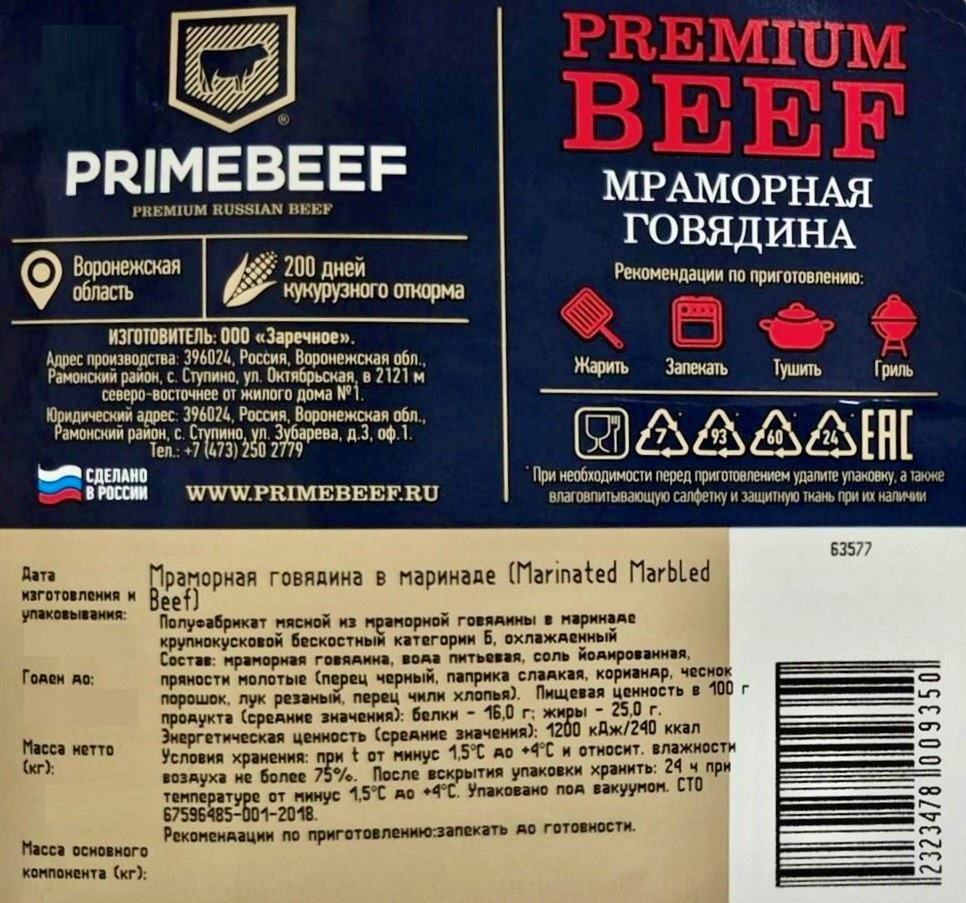 PRIMEBEEF
®
PREMIUM RUSSIAN BEEF
Воронежская
область
200 дней
кукурузного откорма
ИЗГОТОВИТЕЛЬ: ООО «Заречное».
Адрес производства: 396024, Россия, Воронежская обл.,
Рамонский район, с. Ступино, ул. Октябрьская, в 2121 м
северо-восточнее от жилого дома №1.
Юридический адрес: 396024, Россия, Воронежская обл.,
Рамонский район, с. Ступино, ул. Зубарева, д.3, оф.1.
Тел.: +7 (473) 250 2779
СДЕЛАНО
В РОССИИ
WWW.PRIMEBEEF.RU
PREMIUM
BEEF
МРАМОРНАЯ
ГОВЯДИНА
Рекомендации по приготовлению:
Жарить Запекать Тушить Гриль
7* 93* 60* 24* EAC
* При необходимости перед приготовлением удалите упаковку, а также
влаговпитывающую салфетку и защитную ткань при их наличии
Дата
изготовления и
упаковывания:
Годен до:
Масса нетто
(кг):
Масса основного
компонента (кг):
Мраморная говядина в маринаде (Marinated Marbled
Beef)
Полуфабрикат мясной из мраморной говядины в маринаде
крупнокусковой бескостный категории Б, охлажденный
Состав: мраморная говядина, вода питьевая, соль йодированная,
пряности молотые (перец черный, паприка сладкая, кориандр, чеснок
порошок, лук резаный, перец чили хлопья). Пищевая ценность в 100 г
продукта (средние значения): белки - 16,0 г; жиры - 25,0 г.
Энергетическая ценность (средние значения): 1200 кДж/240 ккал
Условия хранения: при t от минус 1,5°C до +4°C и относит. влажности
воздуха не более 75%. После вскрытия упаковки хранить: 24 ч при
температуре от минус 1,5°C до +4°C. Упаковано под вакуумом. СТО
67596485-001-2018.
Рекомендации по приготовлению:запекать до готовности.
63577
2323478009350